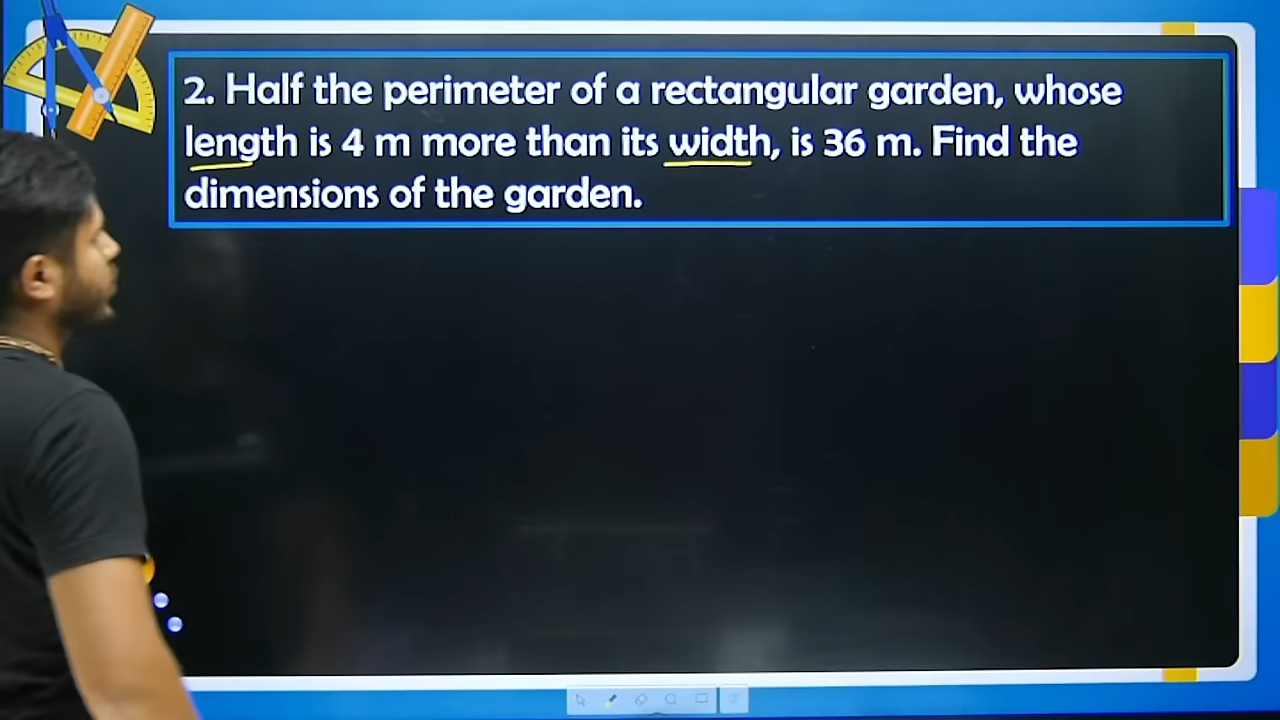 2. Half the perimeter of a rectangular garden, whose
length is 4 m more than its width, is 36 m. Find the
dimensions of the garden.